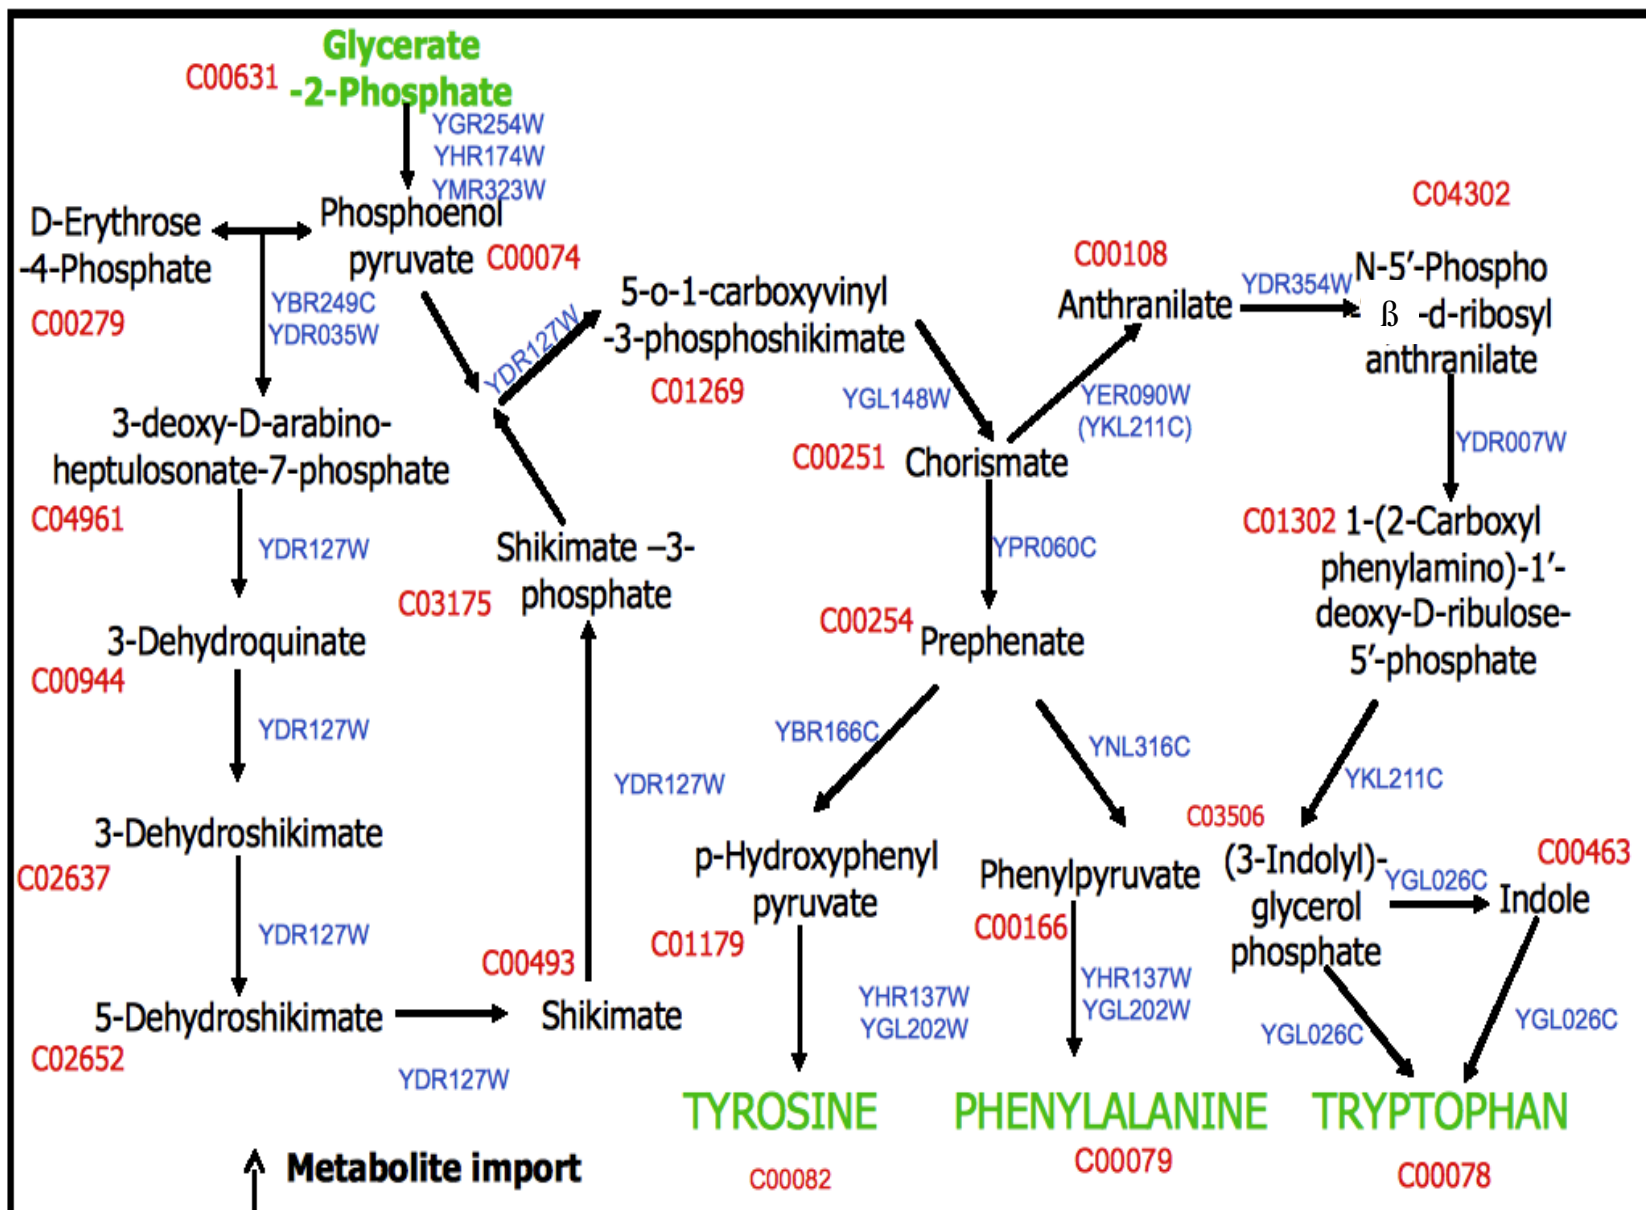 Glycerate
-2-Phosphate
C00631
YGR254W
YHR174W
YMR323W
D-Erythrose
-4-Phosphate
C00279
Phosphoenol
pyruvate
C00074
YBR249C
YDR035W
3-deoxy-D-arabino-
heptulosonate-7-phosphate
C04961
YDR127W
3-Dehydroquinate
C00944
YDR127W
3-Dehydroshikimate
C02637
YDR127W
5-Dehydroshikimate
C02652
YDR127W
C00493
Shikimate
YDR127W
Shikimate –3-
phosphate
C03175
YDR127W
5-o-1-carboxyvinyl
-3-phosphoshikimate
C01269
YGL148W
C00251
Chorismate
YER090W
(YKL211C)
C00108
Anthranilate
YDR354W
C04302
N-5′-Phospho
- ß -d-ribosyl
anthranilate
YDR007W
C01302
1-(2-Carboxyl
phenylamino)-1′-
deoxy-D-ribulose-
5′-phosphate
YKL211C
C03506
(3-Indolyl)-
glycerol
phosphate
YGL026C
C00463
Indole
YGL026C
YGL026C
TRYPTOPHAN
C00078
YPR060C
C00254
Prephenate
YBR166C
YNL316C
p-Hydroxyphenyl
pyruvate
C01179
YHR137W
YGL202W
TYROSINE
C00082
Phenylpyruvate
C00166
YHR137W
YGL202W
PHENYLALANINE
C00079
Metabolite import